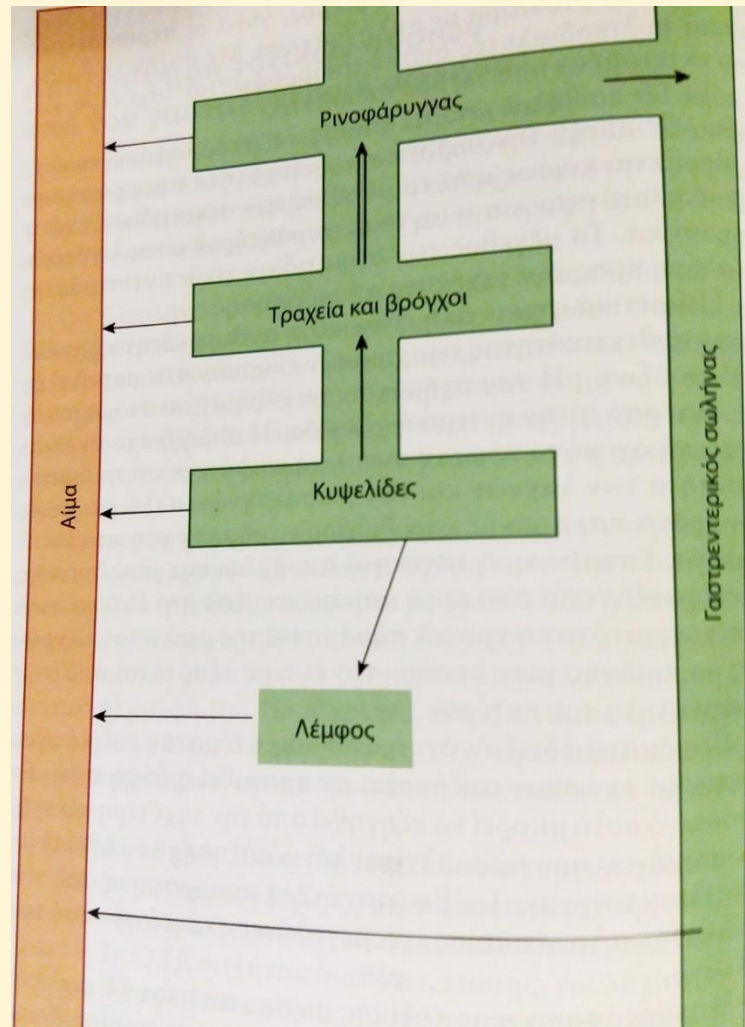 Ρινοφάρυγγας
Τραχεία και βρόγχοι
Κυψελίδες
Λέμφος
Αίμα
Γαστρεντερικός σωλήνας